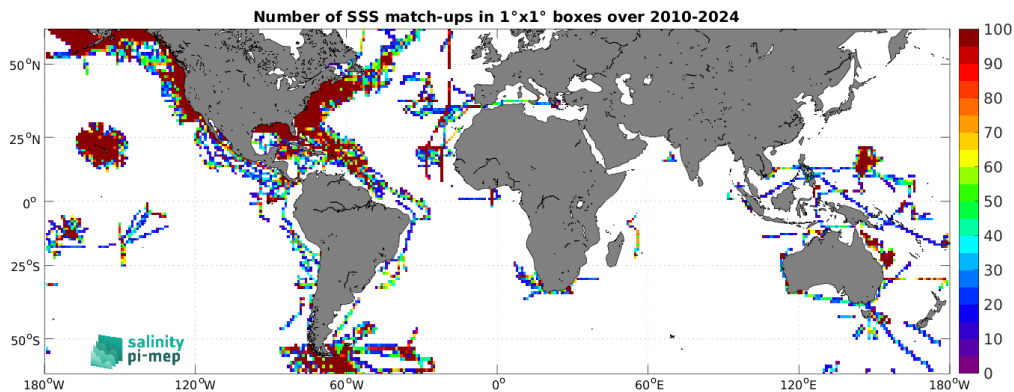 Number of SSS match-ups in 1°x1° boxes over 2010-2024
50°N
25°N
0°
25°S
50°S
180°W
120°W
60°W
0°
60°E
120°E
180°W
100
90
80
70
60
50
40
30
20
10
0
salinity
pi-mep